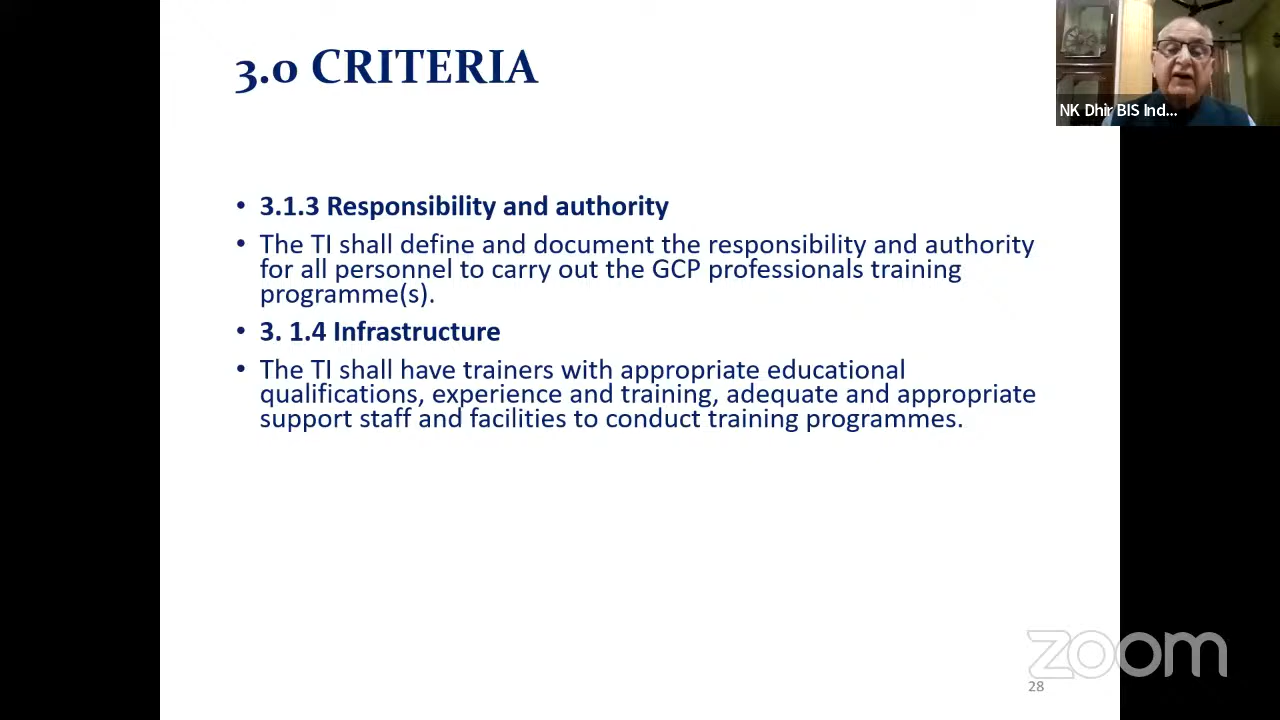 3.0 CRITERIA
NK Dhir BIS Ind...
• 3.1.3 Responsibility and authority
• The TI shall define and document the responsibility and authority
for all personnel to carry out the GCP professionals training
programme(s).
• 3. 1.4 Infrastructure
• The TI shall have trainers with appropriate educational
qualifications, experience and training, adequate and appropriate
support staff and facilities to conduct training programmes.
zoom
28